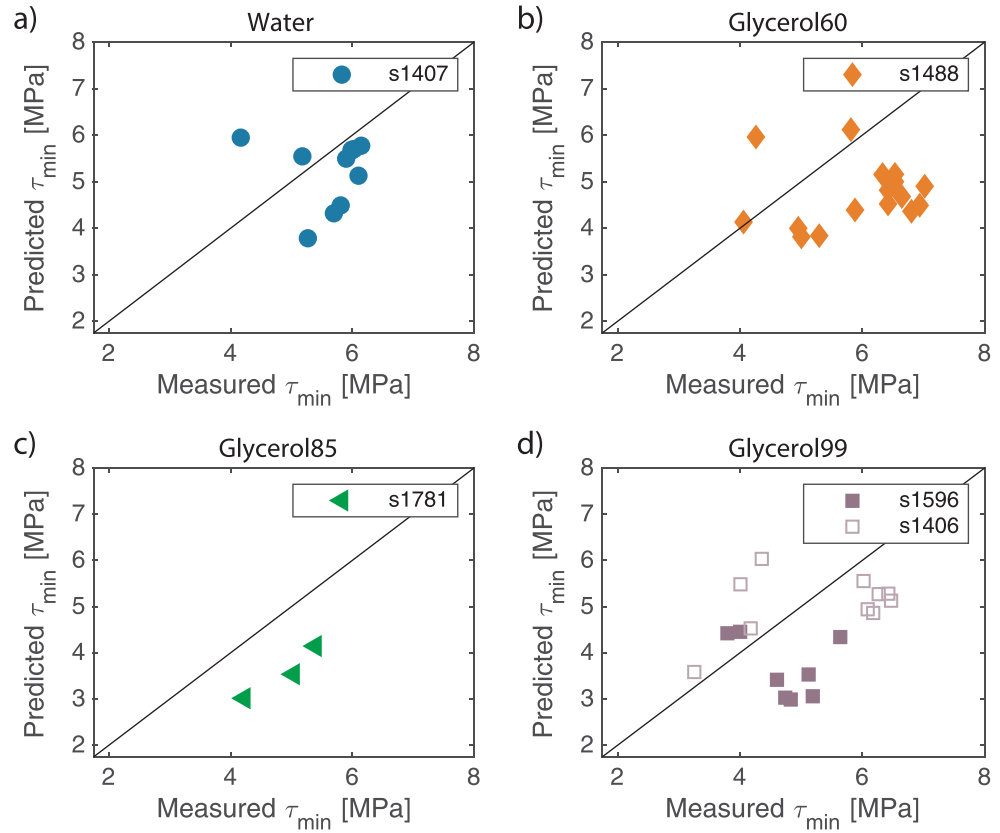 a)
Water
s1407
8
7
6
5
4
3
2
Predicted τmin [MPa]
2 4 6 8
Measured τmin [MPa]
b)
Glycerol60
s1488
8
7
6
5
4
3
2
Predicted τmin [MPa]
2 4 6 8
Measured τmin [MPa]
c)
Glycerol85
s1781
8
7
6
5
4
3
2
Predicted τmin [MPa]
2 4 6 8
Measured τmin [MPa]
d)
Glycerol99
s1596
s1406
8
7
6
5
4
3
2
Predicted τmin [MPa]
2 4 6 8
Measured τmin [MPa]